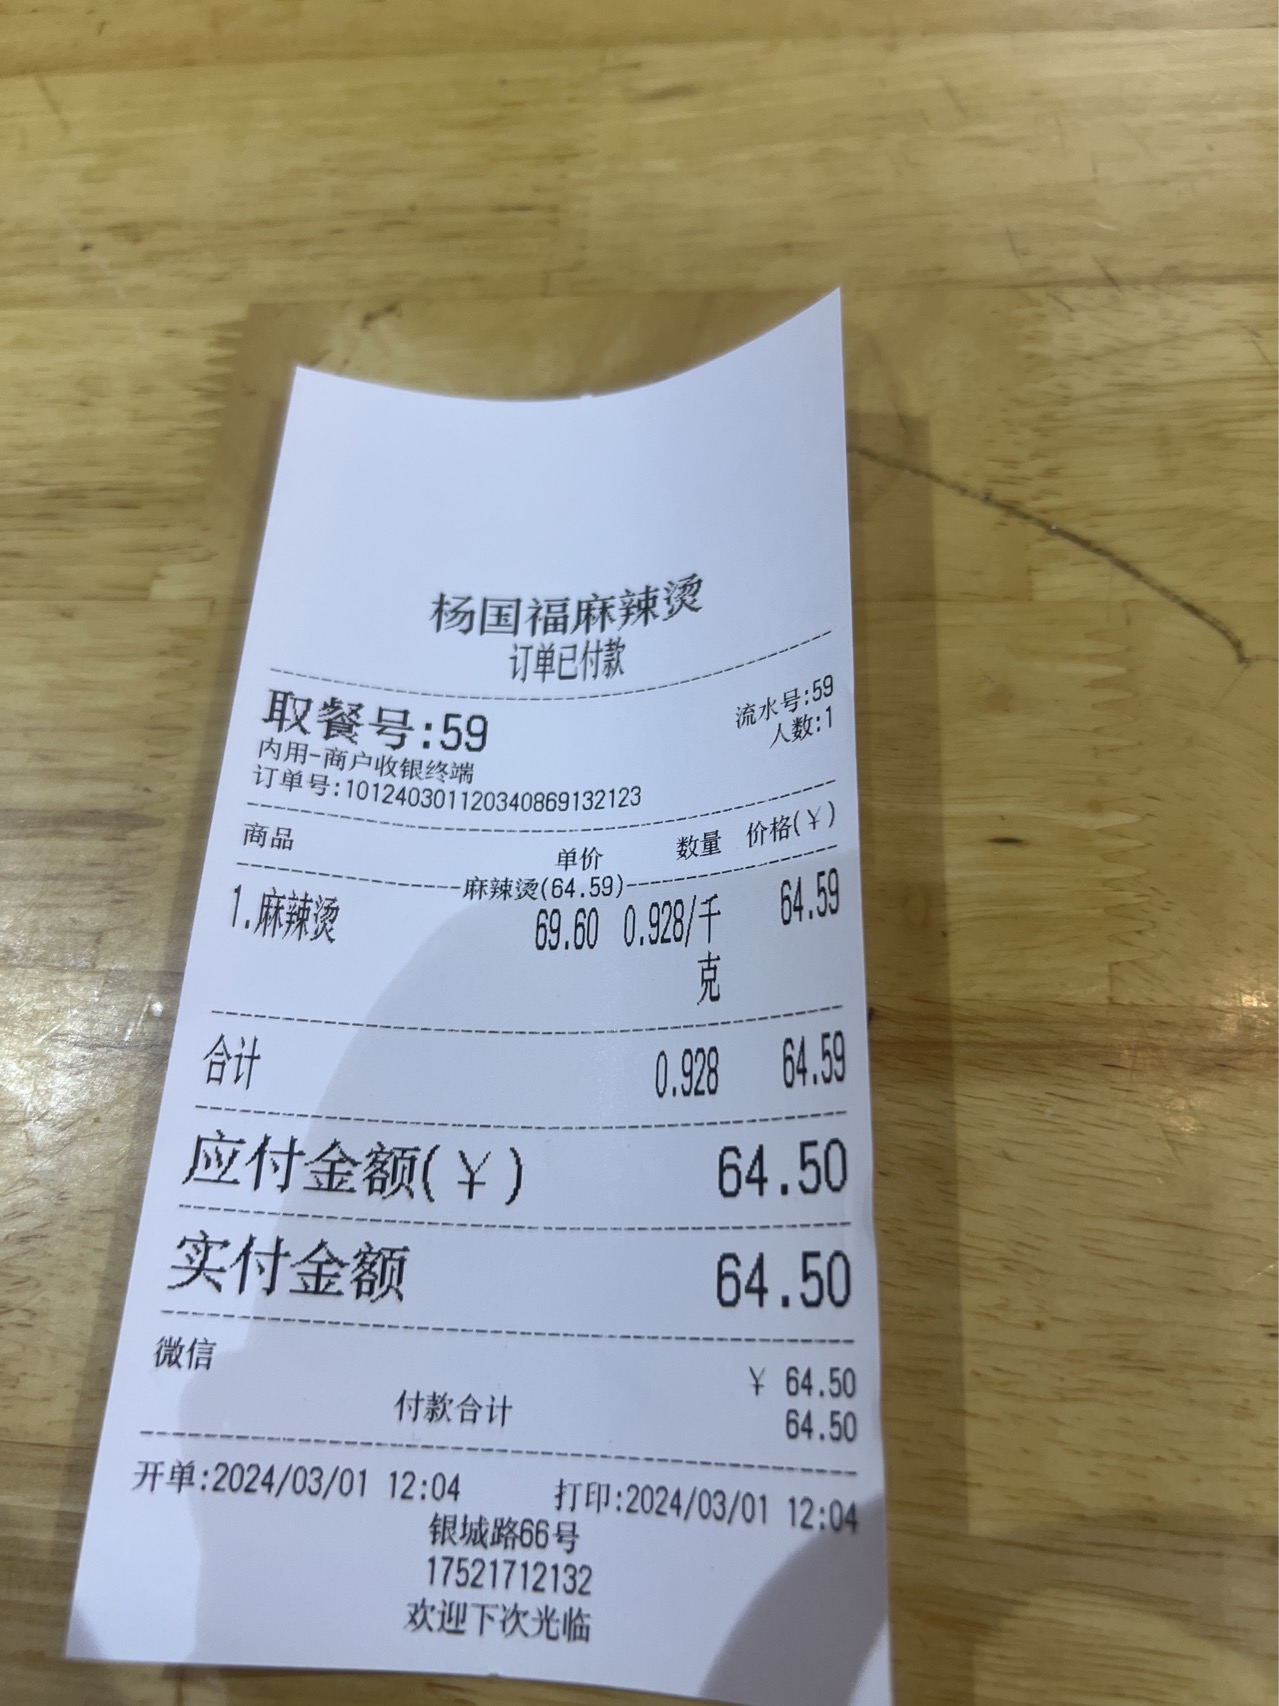 杨国福麻辣烫
订单已付款
取餐号:59
流水号:59
人数:1
内用-商户收银终端
订单号:101240301120340869132123
商品 单价 数量 价格(¥)
麻辣烫(64.59)
1.麻辣烫 69.60 0.928/千克 64.59
合计 0.928 64.59
应付金额(¥) 64.50
实付金额 64.50
微信 ¥ 64.50
付款合计 64.50
开单:2024/03/01 12:04 打印:2024/03/01 12:04
银城路66号
17521712132
欢迎下次光临